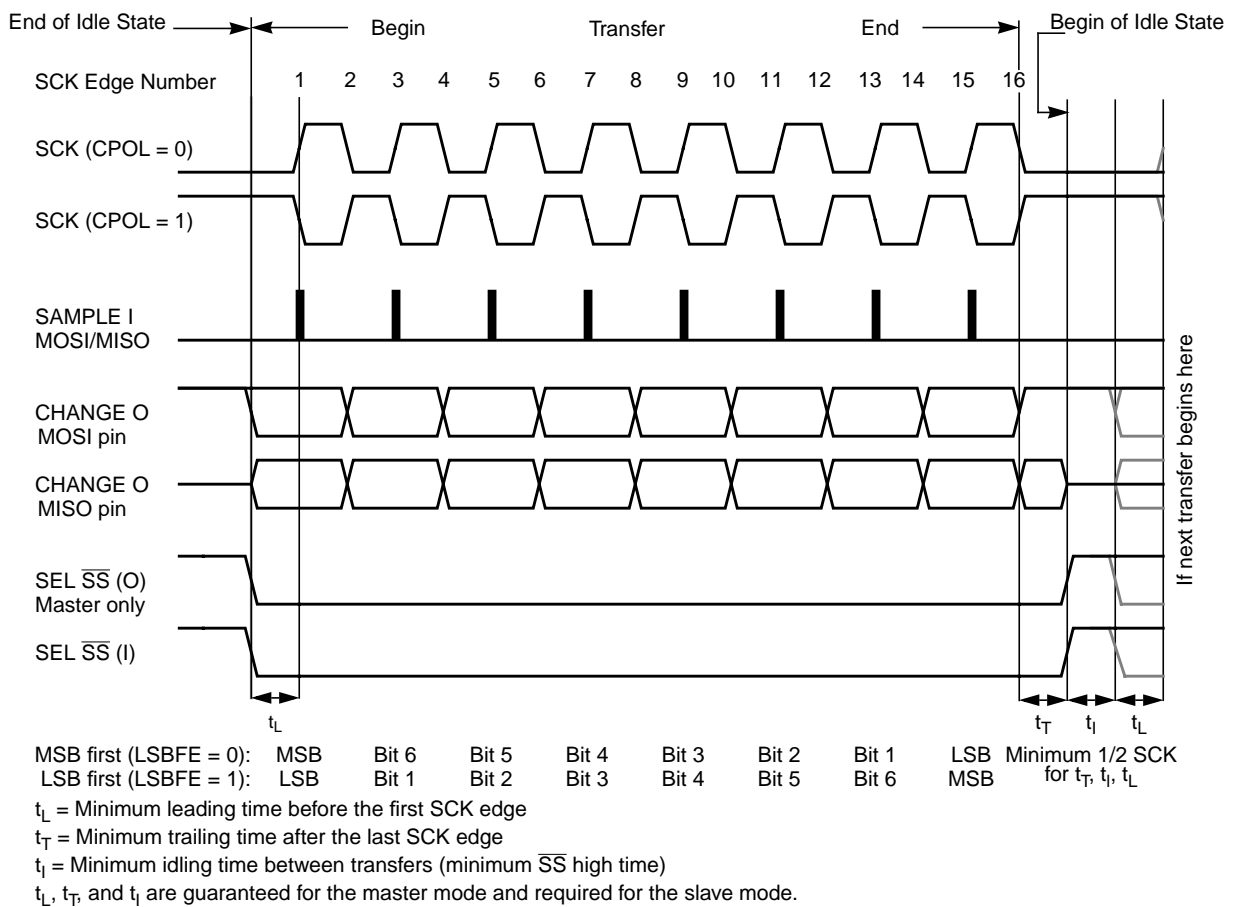 End of Idle State
Begin
Transfer
End
Begin of Idle State
SCK Edge Number
1 2 3 4 5 6 7 8 9 10 11 12 13 14 15 16
SCK (CPOL = 0)
SCK (CPOL = 1)
SAMPLE I
MOSI/MISO
CHANGE O
MOSI pin
CHANGE O
MISO pin
SEL S̅S̅ (O)
Master only
SEL S̅S̅ (I)
If next transfer begins here
tL
tT tI tL
MSB first (LSBFE = 0): MSB Bit 6 Bit 5 Bit 4 Bit 3 Bit 2 Bit 1 LSB
LSB first (LSBFE = 1): LSB Bit 1 Bit 2 Bit 3 Bit 4 Bit 5 Bit 6 MSB
Minimum 1/2 SCK
for tT, tI, tL
tL = Minimum leading time before the first SCK edge
tT = Minimum trailing time after the last SCK edge
tI = Minimum idling time between transfers (minimum S̅S̅ high time)
tL, tT, and tI are guaranteed for the master mode and required for the slave mode.